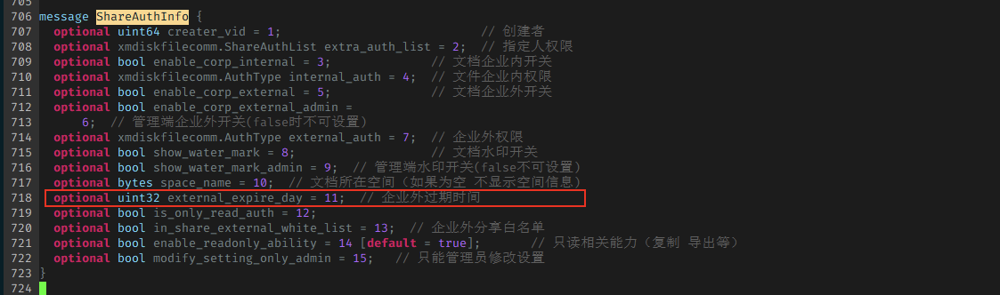 705
706 message ShareAuthInfo {
707 optional uint64 creater_vid = 1; // 创建者
708 optional xmdiskfilecomm.ShareAuthList extra_auth_list = 2; // 指定人权限
709 optional bool enable_corp_internal = 3; // 文档企业内开关
710 optional xmdiskfilecomm.AuthType internal_auth = 4; // 文件企业内权限
711 optional bool enable_corp_external = 5; // 文档企业外开关
712 optional bool enable_corp_external_admin =
713 6; // 管理端企业外开关(false时不可设置)
714 optional xmdiskfilecomm.AuthType external_auth = 7; // 企业外权限
715 optional bool show_water_mark = 8; // 文档水印开关
716 optional bool show_water_mark_admin = 9; // 管理端水印开关(false不可设置)
717 optional bytes space_name = 10; // 文档所在空间（如果为空 不显示空间信息）
718 optional uint32 external_expire_day = 11; // 企业外过期时间
719 optional bool is_only_read_auth = 12;
720 optional bool in_share_external_white_list = 13; // 企业外分享白名单
721 optional bool enable_readonly_ability = 14 [default = true]; // 只读相关能力（复制 导出等）
722 optional bool modify_setting_only_admin = 15; // 只能管理员修改设置
723 }
724